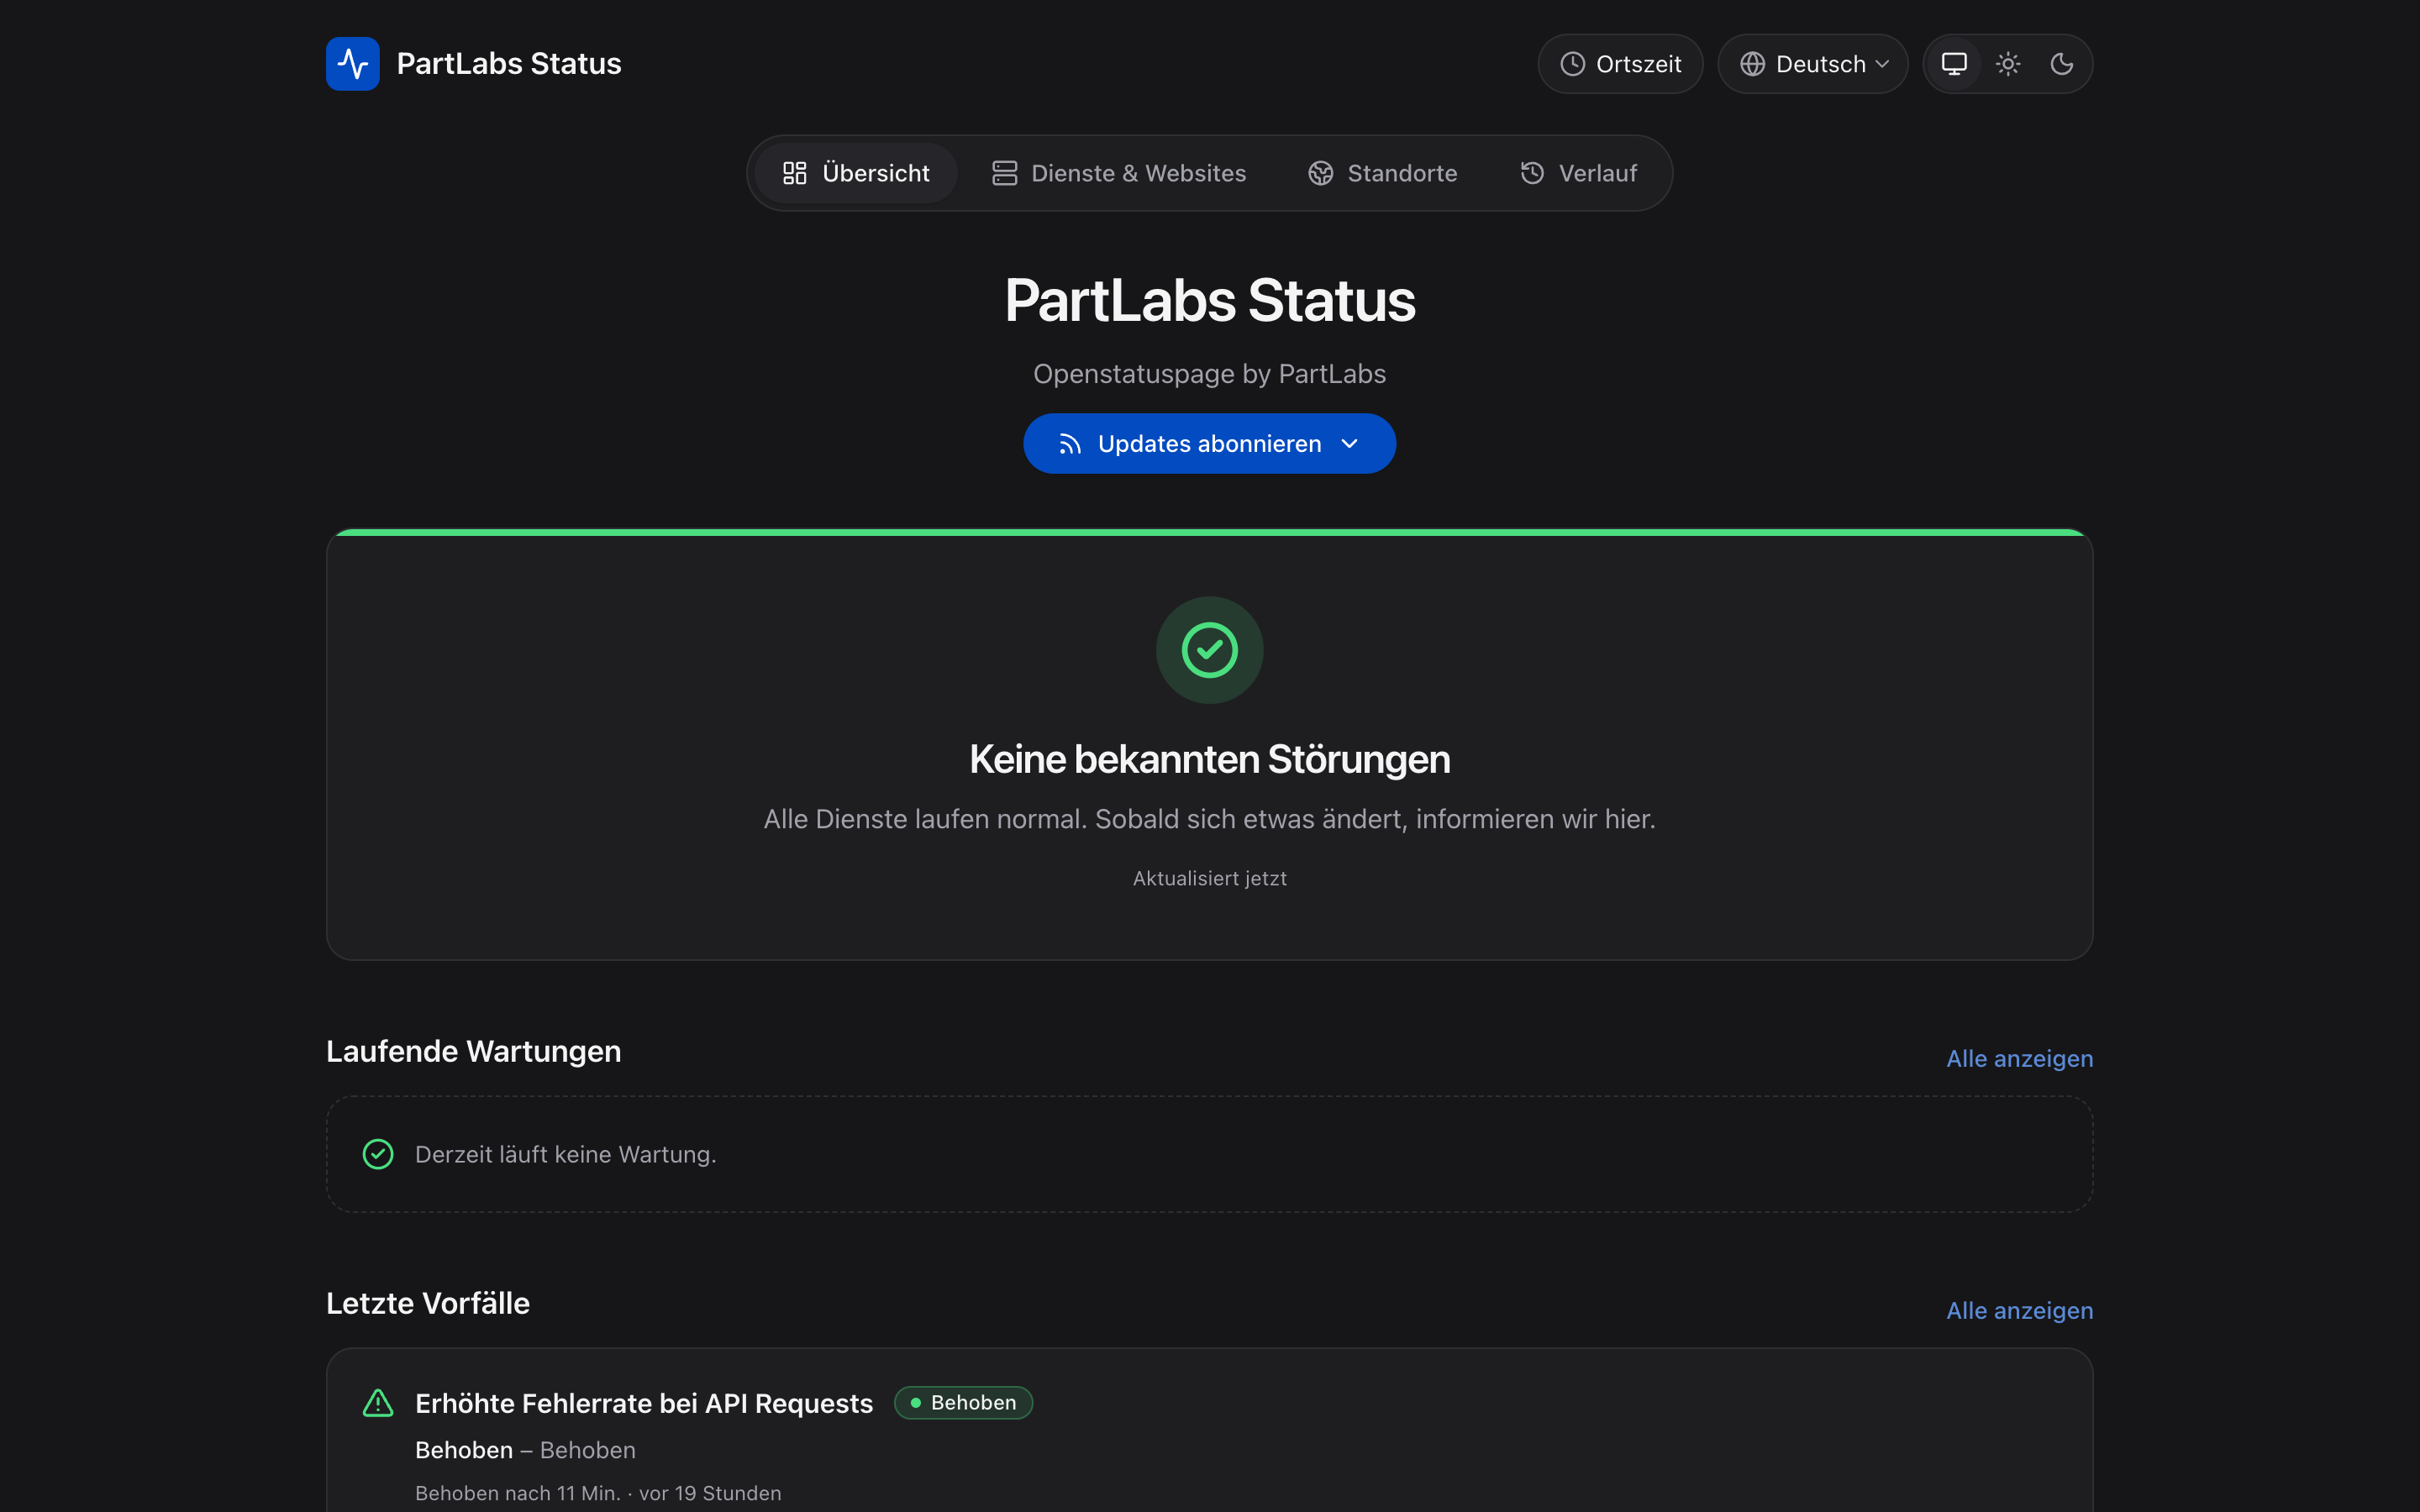 PartLabs Status
Ortszeit
Deutsch
Übersicht
Dienste & Websites
Standorte
Verlauf
PartLabs Status
Openstatuspage by PartLabs
Updates abonnieren
Keine bekannten Störungen
Alle Dienste laufen normal. Sobald sich etwas ändert, informieren wir hier.
Aktualisiert jetzt
Laufende Wartungen
Alle anzeigen
Derzeit läuft keine Wartung.
Letzte Vorfälle
Alle anzeigen
Erhöhte Fehlerrate bei API Requests
Behoben
Behoben – Behoben
Behoben nach 11 Min. · vor 19 Stunden